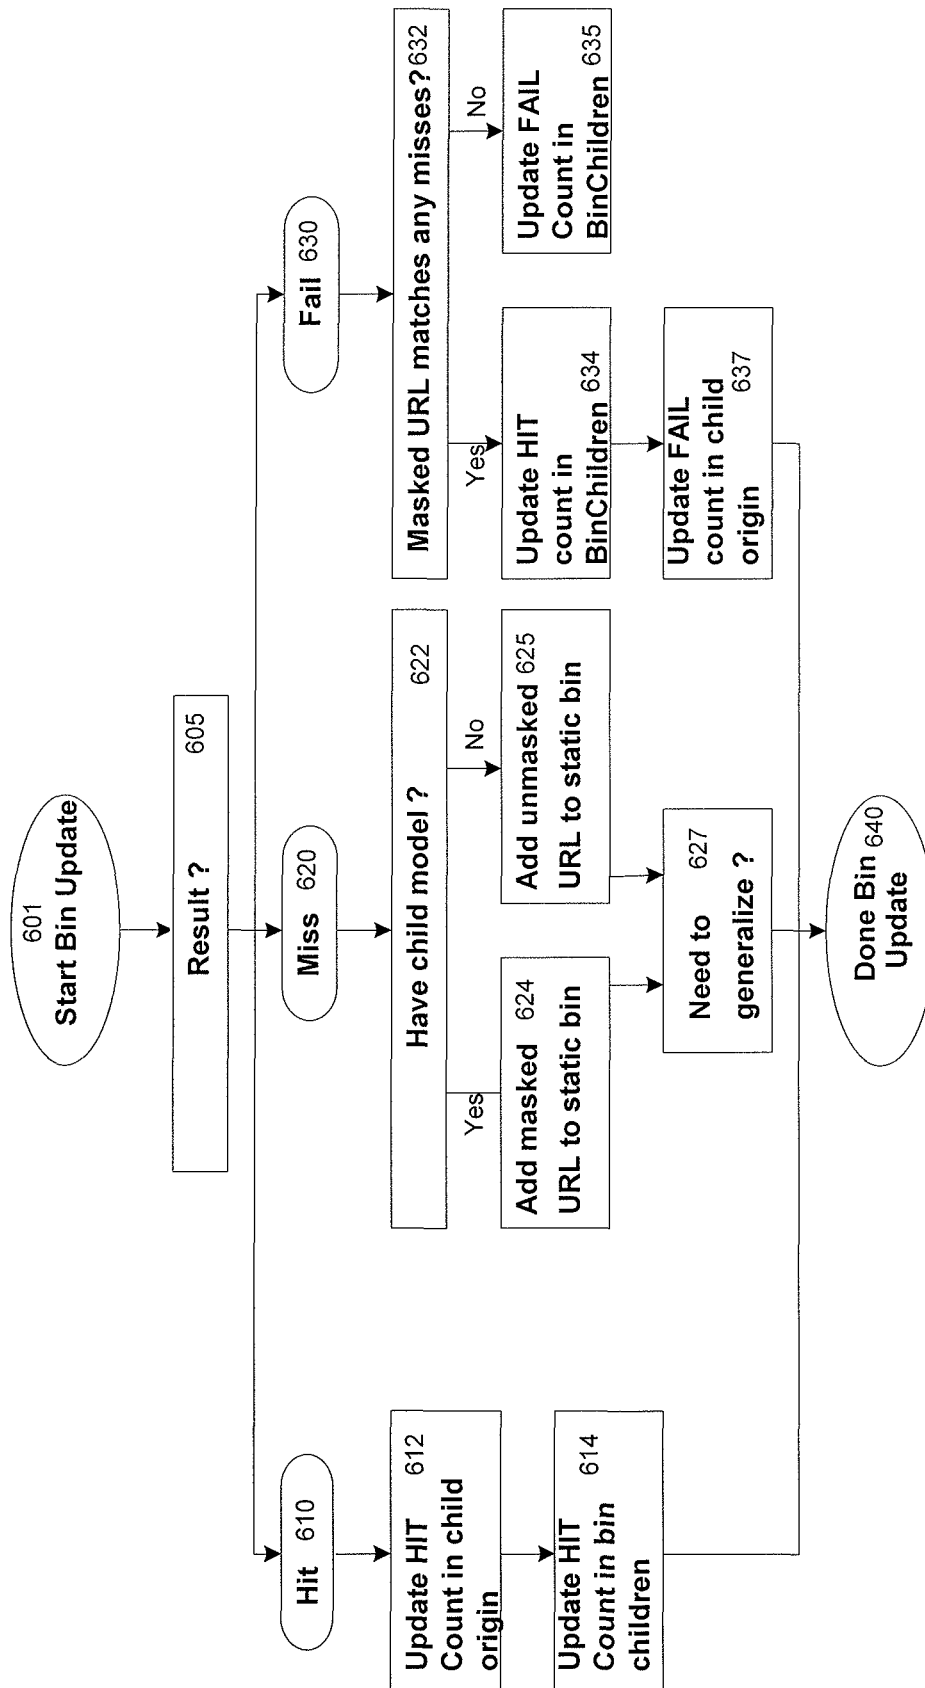 601
Start Bin Update
Result ? 605
Hit 610
Update HIT 612
Count in child
origin
Update HIT 614
Count in bin
children
Miss 620
Have child model ? 622
Yes
No
Add masked 624
URL to static bin
Add unmasked 625
URL to static bin
Need to 627
generalize ?
Fail 630
Masked URL matches any misses? 632
Yes
No
Update HIT
count in
BinChildren 634
Update FAIL
Count in
BinChildren 635
Update FAIL
count in child
origin 637
Done Bin 640
Update